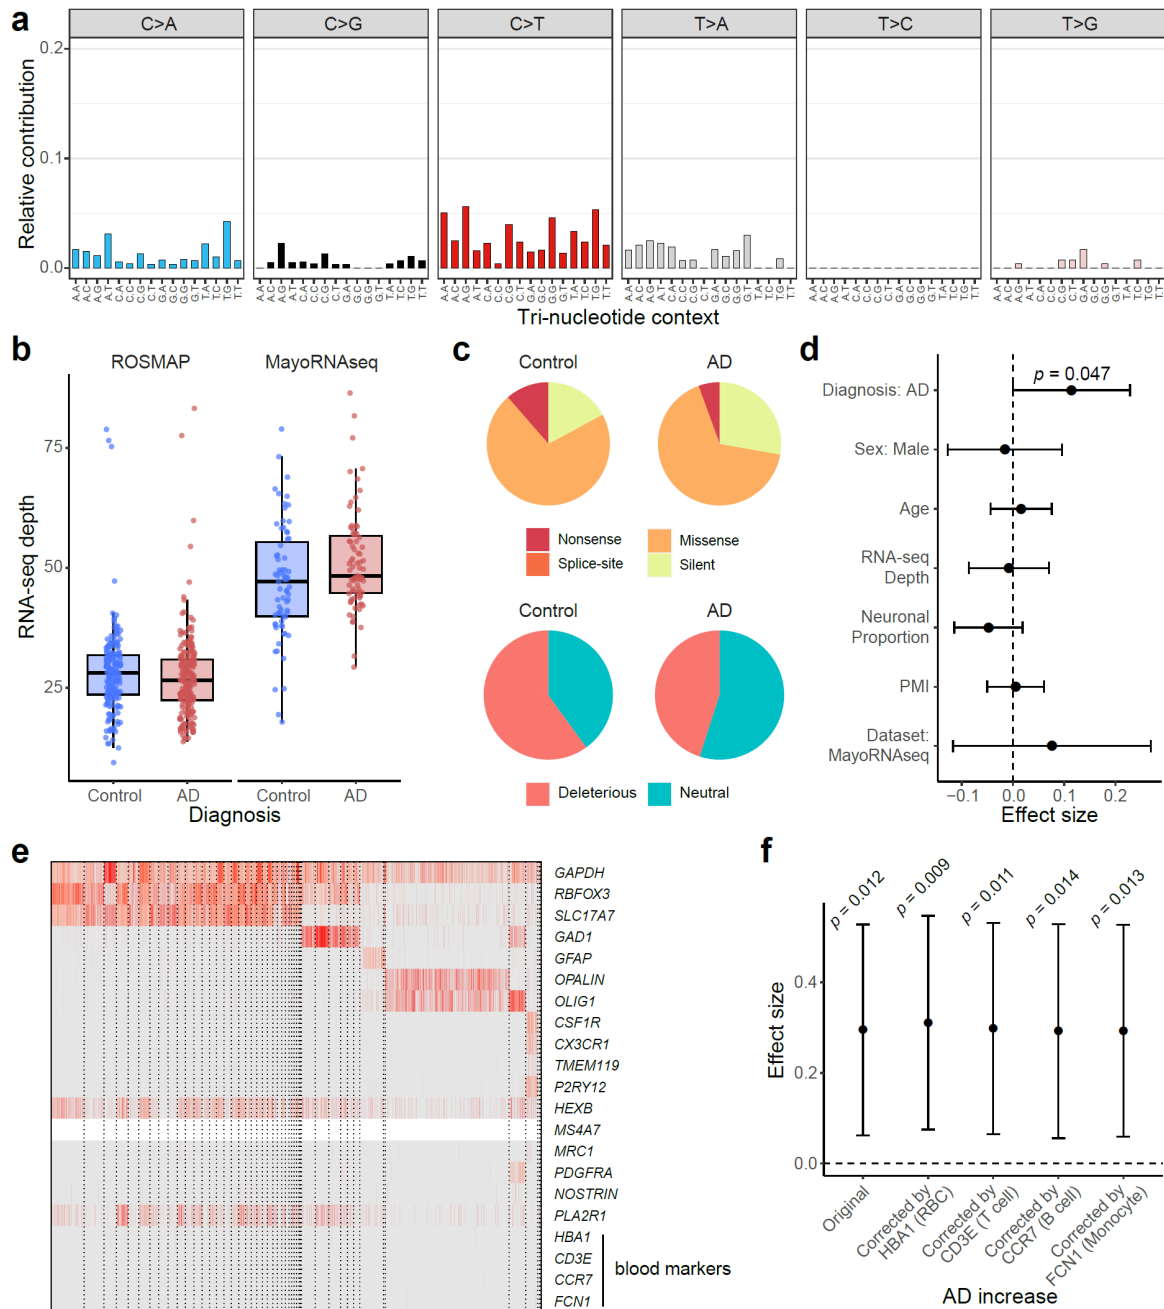 a
C>A
C>G
C>T
T>A
T>C
T>G
Relative contribution
0.2
0.1
0.0
A.A A.C A.G A.T C.A C.C C.G C.T G.A G.C G.G G.T T.A T.C T.G T.T
A.A A.C A.G A.T C.A C.C C.G C.T G.A G.C G.G G.T T.A T.C T.G T.T
A.A A.C A.G A.T C.A C.C C.G C.T G.A G.C G.G G.T T.A T.C T.G T.T
A.A A.C A.G A.T C.A C.C C.G C.T G.A G.C G.G G.T T.A T.C T.G T.T
A.A A.C A.G A.T C.A C.C C.G C.T G.A G.C G.G G.T T.A T.C T.G T.T
A.A A.C A.G A.T C.A C.C C.G C.T G.A G.C G.G G.T T.A T.C T.G T.T
Tri-nucleotide context
b
ROSMAP
MayoRNAseq
RNA-seq depth
75
50
25
Control
AD
Control
AD
Diagnosis
c
Control
AD
Nonsense
Missense
Splice-site
Silent
Control
AD
Deleterious
Neutral
d
p = 0.047
Diagnosis: AD
Sex: Male
Age
RNA-seq
Depth
Neuronal
Proportion
PMI
Dataset:
MayoRNAseq
−0.1
0.0
0.1
0.2
Effect size
e
GAPDH
RBFOX3
SLC17A7
GAD1
GFAP
OPALIN
OLIG1
CSF1R
CX3CR1
TMEM119
P2RY12
HEXB
MS4A7
MRC1
PDGFRA
NOSTRIN
PLA2R1
HBA1
CD3E
CCR7
FCN1
blood markers
f
p = 0.012
p = 0.009
p = 0.011
p = 0.014
p = 0.013
Effect size
0.4
0.2
0.0
Original
Corrected by
HBA1 (RBC)
Corrected by
CD3E (T cell)
Corrected by
CCR7 (B cell)
Corrected by
FCN1 (Monocyte)
AD increase